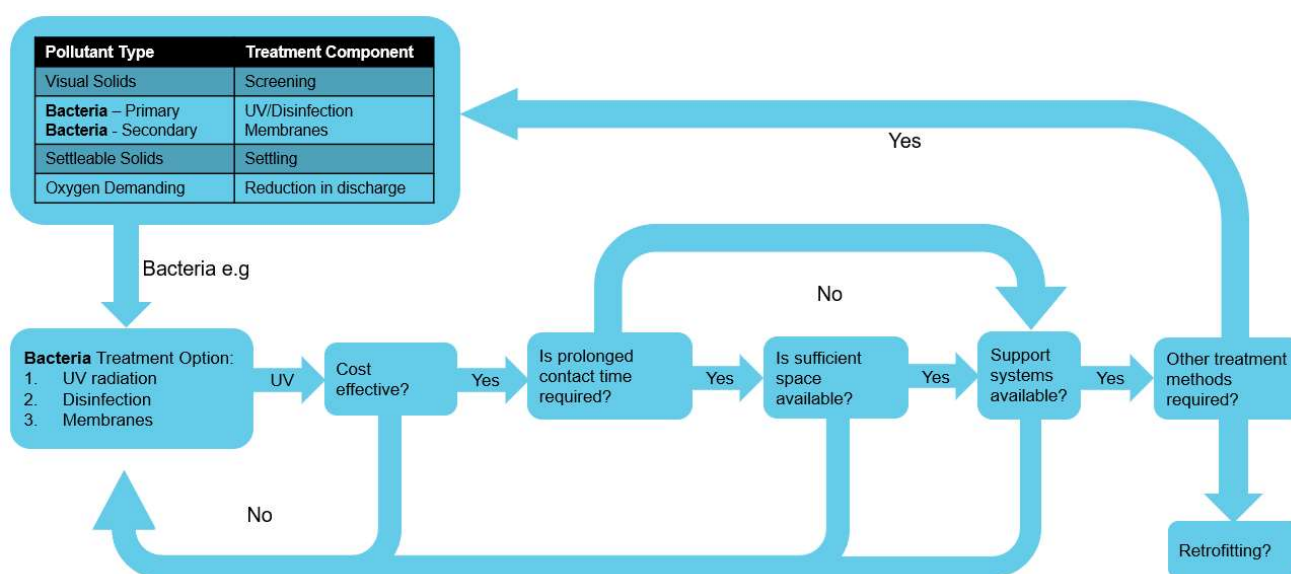 Pollutant Type Treatment Component
Visual Solids Screening
Bacteria – Primary UV/Disinfection
Bacteria - Secondary Membranes
Settleable Solids Settling
Oxygen Demanding Reduction in discharge
Yes
Bacteria e.g
No
Bacteria Treatment Option:
1. UV radiation
2. Disinfection
3. Membranes
UV
Cost
effective?
Yes
Is prolonged
contact time
required?
Yes
Is sufficient
space
available?
Yes
Support
systems
available?
Yes
Other treatment
methods
required?
No
Retrofitting?